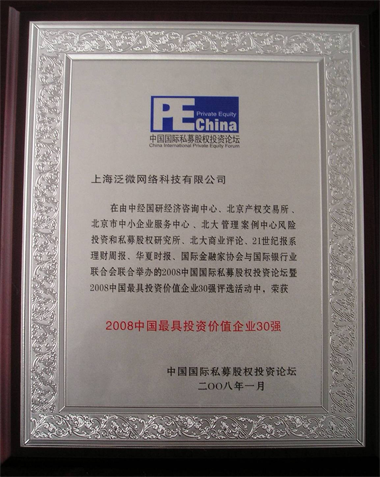 PE
Private Equity
China
中国国际私募股权投资论坛
China International Private Equity Forum
上海泛微网络科技有限公司
在由中经国研经济咨询中心、北京产权交易所、
北京市中小企业服务中心、北大管理案例中心风险
投资和私募股权研究所、北大商业评论、21世纪报系
理财周报、华夏时报、国际金融家协会与国际银行业
联合会联合举办的2008中国国际私募股权投资论坛暨
2008中国最具投资价值企业30强评选活动中，荣获
2008中国最具投资价值企业30强
中国国际私募股权投资论坛
二〇〇八年一月